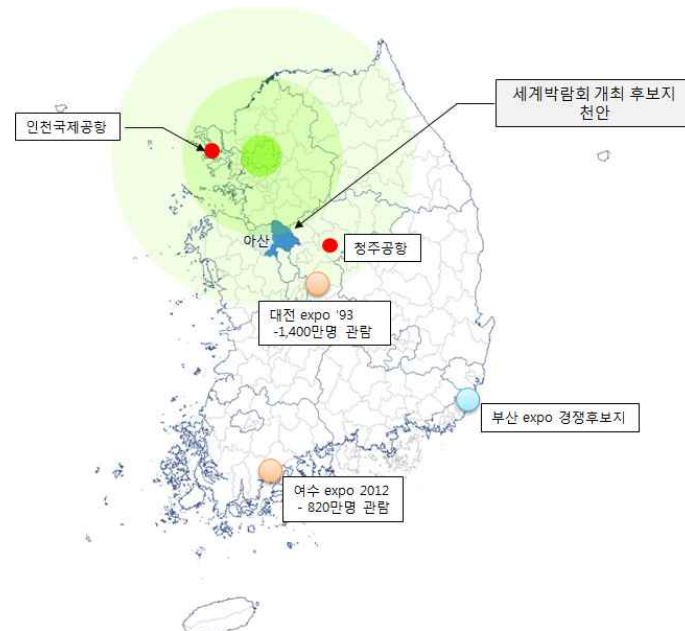 세계박람회 개최 후보지
천안
인천국제공항
아산
청주공항
대전 expo '93
-1,400만명 관람
부산 expo 경쟁후보지
여수 expo 2012
- 820만명 관람